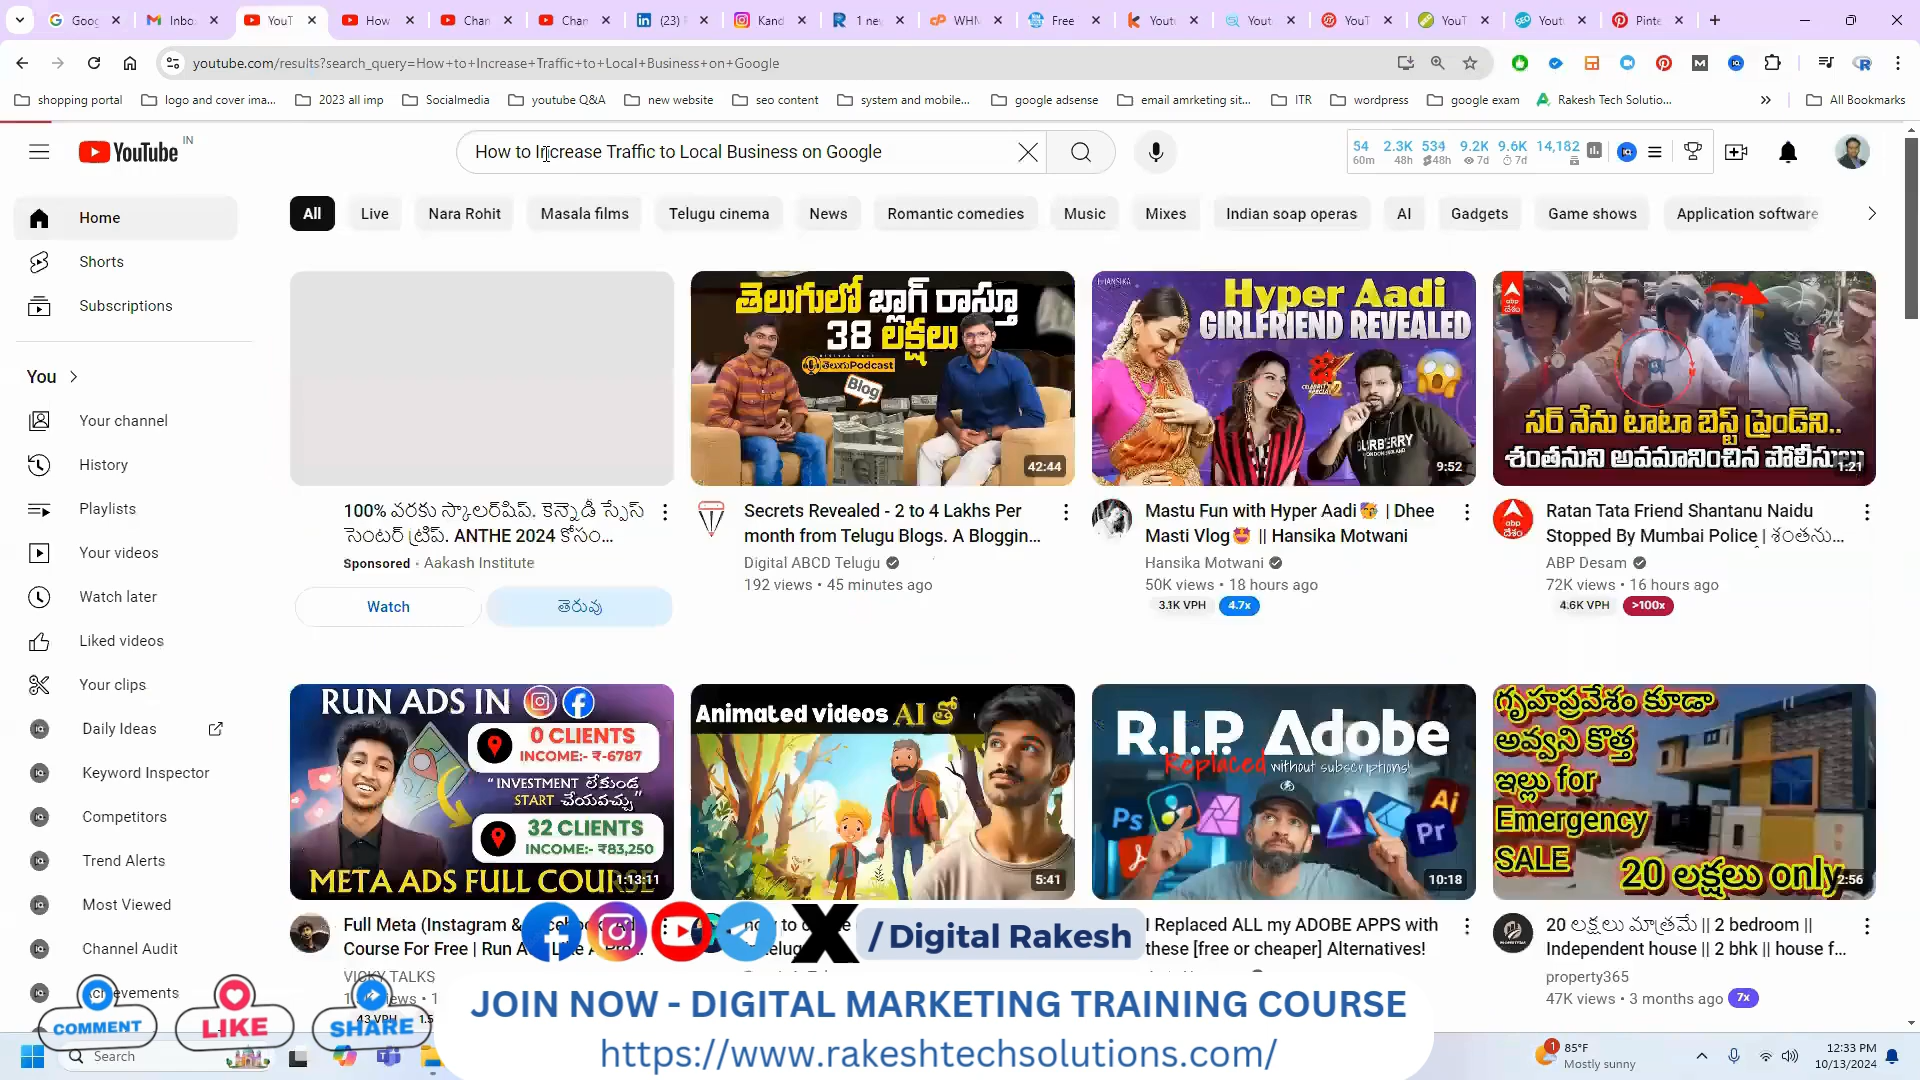 Goog
Inbo
YouT
How
Chan
Chan
(23)
Kand
1 ne
WHM
Free
Yout
Yout
YouT
YouT
Yout
Pinte
youtube.com/results?search_query=How+to+Increase+Traffic+to+Local+Business+on+Google
shopping portal
logo and cover ima...
2023 all imp
Socialmedia
youtube Q&A
new website
seo content
system and mobile...
google adsense
email amrketing sit...
ITR
wordpress
google exam
Rakesh Tech Solutio...
All Bookmarks
YouTube IN
How to Increase Traffic to Local Business on Google
54 2.3K 534 9.2K 9.6K 14,182
60m 48h 48h 7d 7d
Home
Shorts
Subscriptions
You
Your channel
History
Playlists
Your videos
Watch later
Liked videos
Your clips
Daily Ideas
Keyword Inspector
Competitors
Trend Alerts
Most Viewed
Channel Audit
All Live Nara Rohit Masala films Telugu cinema News Romantic comedies Music Mixes Indian soap operas AI Gadgets Game shows Application software
100% వరకు స్కాలర్‌షిప్. కెన్నెడీ స్పేస్
సెంటర్ ట్రిప్. ANTHE 2024 కోసం...
Sponsored · Aakash Institute
Watch
తెరువు
తెలుగులో బ్లాగ్ రాస్తూ
38 లక్షలు
తెలుగుPodcast
Blog
42:44
Secrets Revealed - 2 to 4 Lakhs Per
month from Telugu Blogs. A Bloggin...
Digital ABCD Telugu
192 views • 45 minutes ago
HANSIKA
Hyper Aadi
GIRLFRIEND REVEALED
BURBERRY
9:52
Mastu Fun with Hyper Aadi🥳 | Dhee
Masti Vlog🤩 || Hansika Motwani
Hansika Motwani
50K views • 18 hours ago
3.1K VPH 4.7x
abp
దేశం
సర్ నేను టాటా బెస్ట్ ఫ్రెండ్‌ని..
శంతనుని అవమానించిన పోలీసులు
1:21
Ratan Tata Friend Shantanu Naidu
Stopped By Mumbai Police | శంతను...
ABP Desam
72K views • 16 hours ago
4.6K VPH >100x
RUN ADS IN
0 CLIENTS
INCOME:- ₹-6787
"INVESTMENT లేకుండ
START చేయవచ్చు"
32 CLIENTS
INCOME:- ₹83,250
META ADS FULL COURSE
1:13:11
Full Meta (Instagram &
Course For Free | Run A
VICKY TALKS
43 VPH 1.5
Animated videos AI తో
5:41
R.I.P. Adobe
Replaced without subscriptions!
Ps
Ai
Pr
10:18
I Replaced ALL my ADOBE APPS with
these [free or cheaper] Alternatives!
గృహప్రవేశం కూడా
అవ్వని కొత్త
ఇల్లు for
Emergency
SALE
20 లక్షలు only
2:56
20 లక్షలు మాత్రమే || 2 bedroom ||
Independent house || 2 bhk || house f...
property365
47K views • 3 months ago 7x
/ Digital Rakesh
COMMENT
LIKE
SHARE
JOIN NOW - DIGITAL MARKETING TRAINING COURSE
https://www.rakeshtechsolutions.com/
Search
1
85°F
Mostly sunny
12:33 PM
10/13/2024